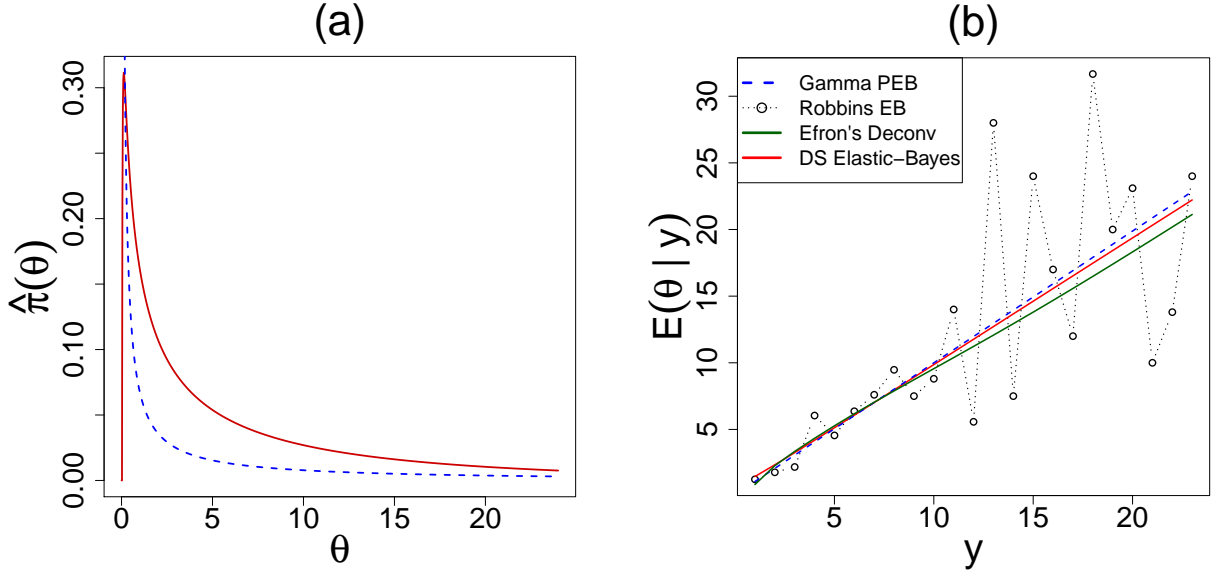 (a)
π̂(θ)
0.00 0.10 0.20 0.30
0 5 10 15 20
θ
(b)
Gamma PEB
Robbins EB
Efron's Deconv
DS Elastic−Bayes
E(θ | y)
5 10 15 20 25 30
5 10 15 20
y